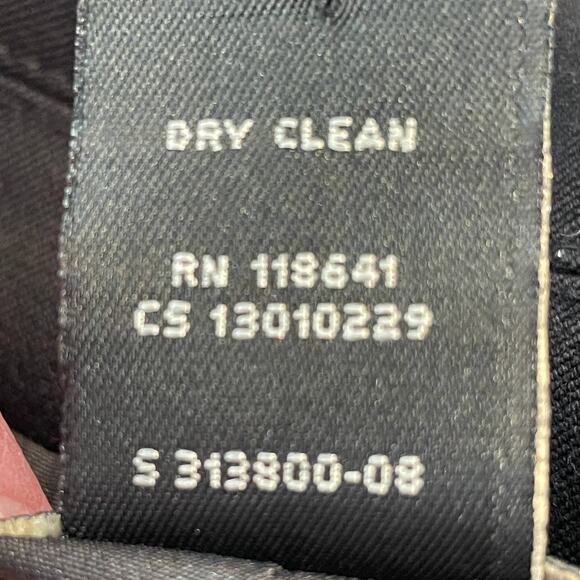 DRY CLEAN
RN 118641
CS 13010229
S 313800-08